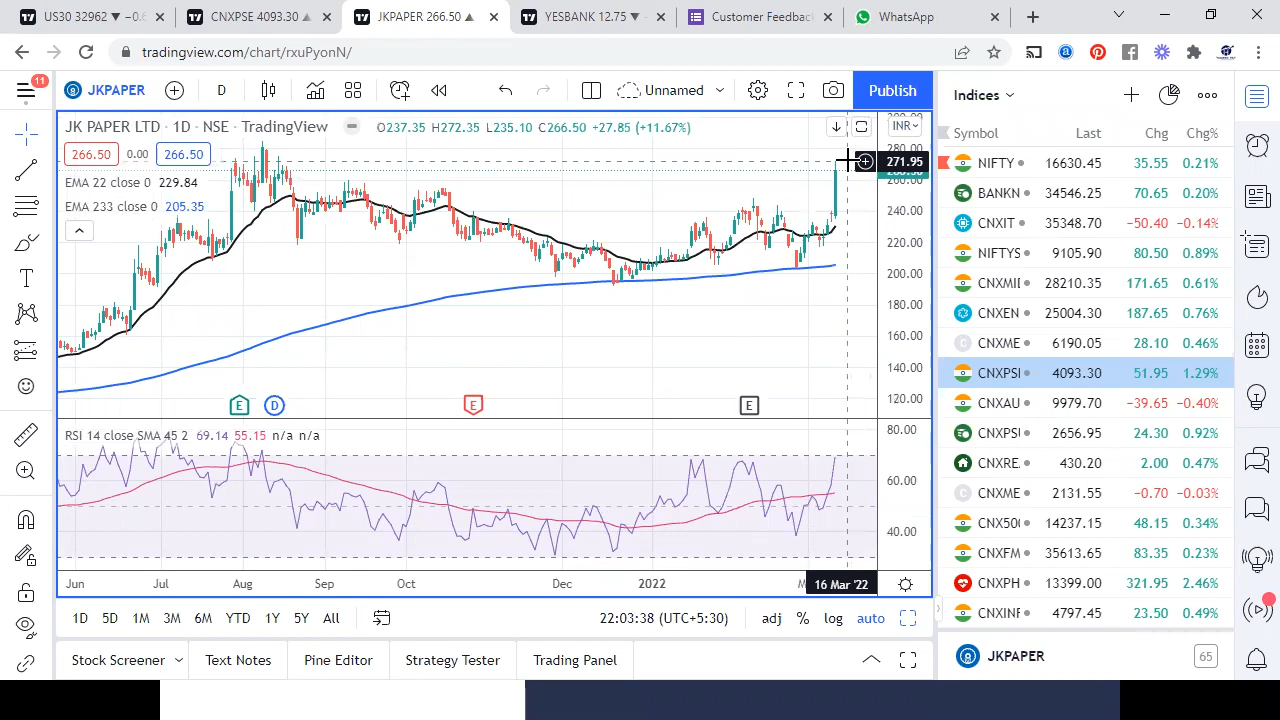 US30 32962 ▼ −0.6
CNXPSE 4093.30 ▲
JKPAPER 266.50 ▲
YESBANK 12.75 ▼ −
Customer Feedbac
WhatsApp
tradingview.com/chart/rxuPyonN/
11
JKPAPER
D
Unnamed
Publish
Indices
JK PAPER LTD · 1D · NSE · TradingView
O237.35 H272.35 L235.10 C266.50 +27.85 (+11.67%)
INR
266.50 0.00 266.50
EMA 22 close 0 229.84
EMA 233 close 0 205.35
280.00
271.95
260.00
240.00
220.00
200.00
180.00
160.00
140.00
120.00
E D E E
RSI 14 close SMA 45 2 69.14 55.15 n/a n/a
80.00
60.00
40.00
Jun Jul Aug Sep Oct Dec 2022 16 Mar '22
1D 5D 1M 3M 6M YTD 1Y 5Y All
22:03:38 (UTC+5:30) adj % log auto
Stock Screener Text Notes Pine Editor Strategy Tester Trading Panel
Symbol Last Chg Chg%
NIFTY 16630.45 35.55 0.21%
BANKN 34546.25 70.65 0.20%
CNXIT 35348.70 −50.40 −0.14%
NIFTYS 9105.90 80.50 0.89%
CNXMII 28210.35 171.65 0.61%
CNXEN 25004.30 187.65 0.76%
CNXME 6190.05 28.10 0.46%
CNXPSI 4093.30 51.95 1.29%
CNXAU 9979.70 −39.65 −0.40%
CNXPSU 2656.95 24.30 0.92%
CNXRE. 430.20 2.00 0.47%
CNXME 2131.55 −0.70 −0.03%
CNX500 14237.15 48.15 0.34%
CNXFM 35613.65 83.35 0.23%
CNXPH 13399.00 321.95 2.46%
CNXINF 4797.45 23.50 0.49%
JKPAPER 65